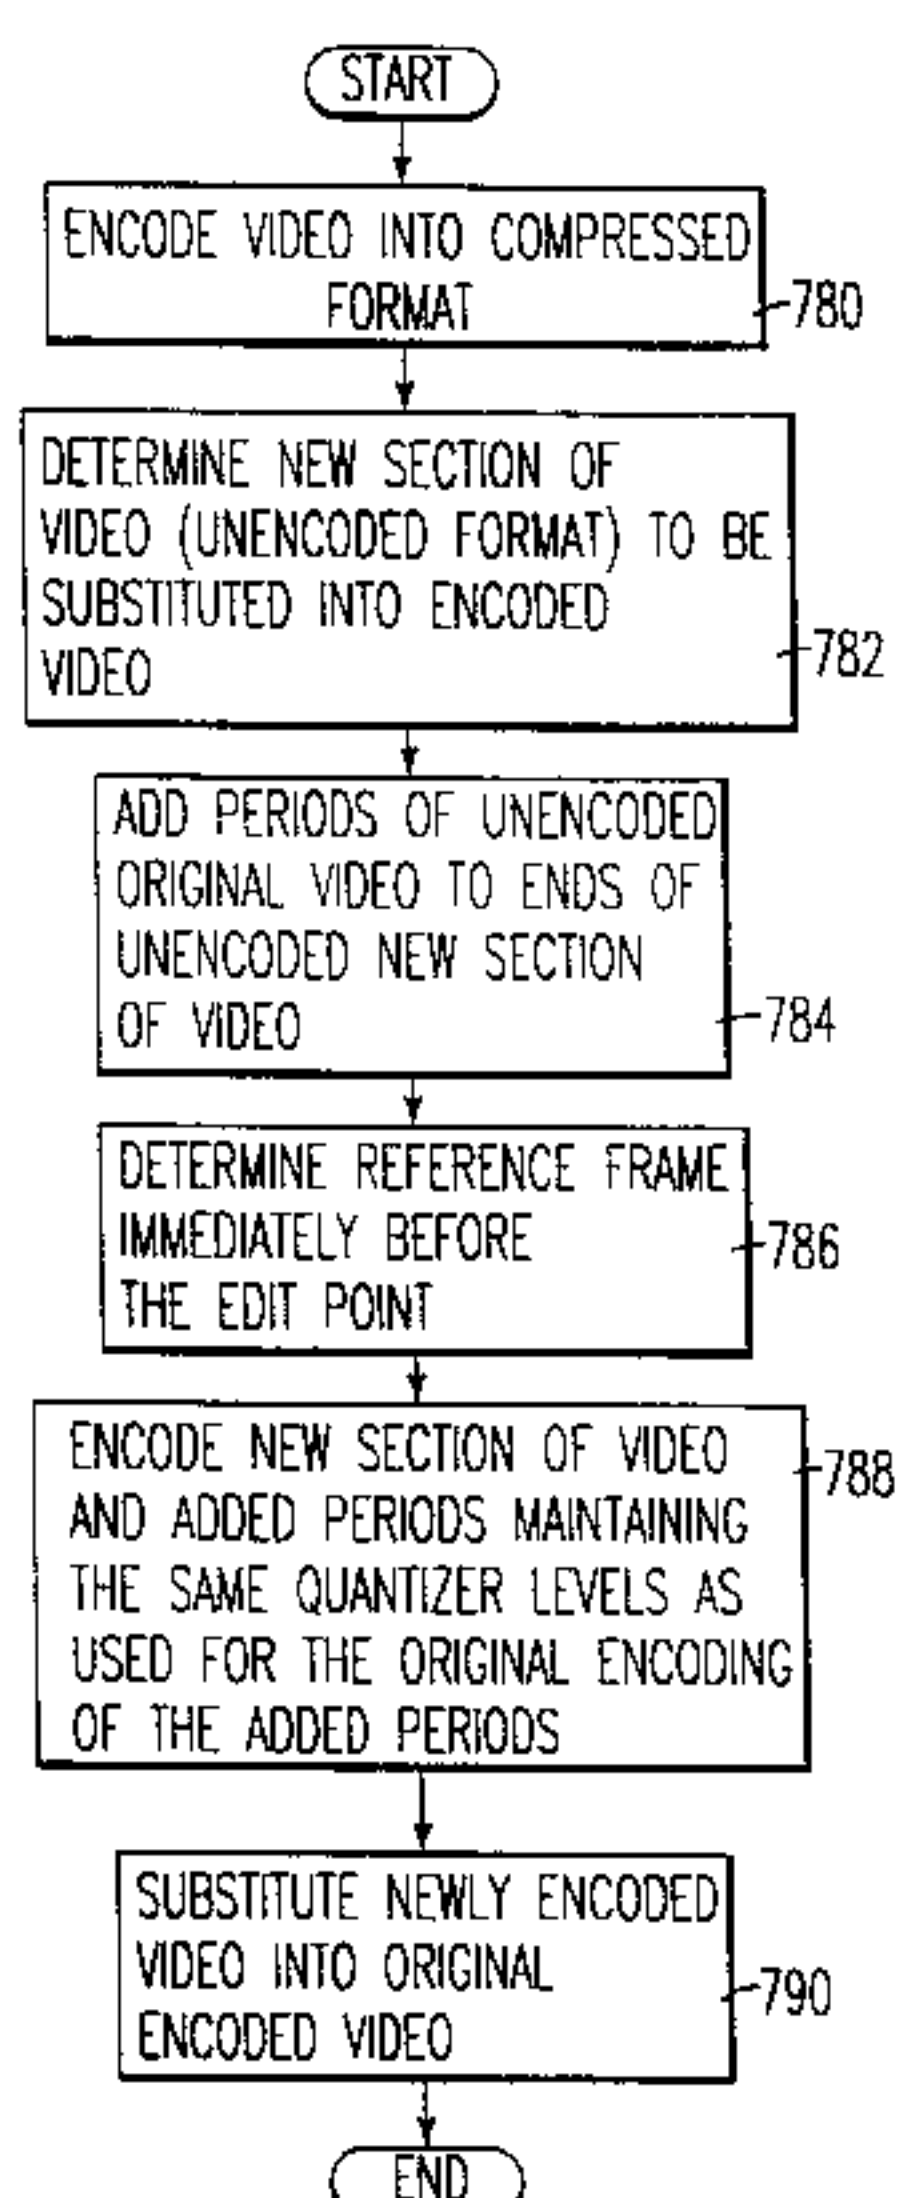 START
ENCODE VIDEO INTO COMPRESSED
FORMAT
780
DETERMINE NEW SECTION OF
VIDEO (UNENCODED FORMAT) TO BE
SUBSTITUTED INTO ENCODED
VIDEO
782
ADD PERIODS OF UNENCODED
ORIGINAL VIDEO TO ENDS OF
UNENCODED NEW SECTION
OF VIDEO
784
DETERMINE REFERENCE FRAME
IMMEDIATELY BEFORE
THE EDIT POINT
786
ENCODE NEW SECTION OF VIDEO
AND ADDED PERIODS MAINTAINING
THE SAME QUANTIZER LEVELS AS
USED FOR THE ORIGINAL ENCODING
OF THE ADDED PERIODS
788
SUBSTITUTE NEWLY ENCODED
VIDEO INTO ORIGINAL
ENCODED VIDEO
790
END